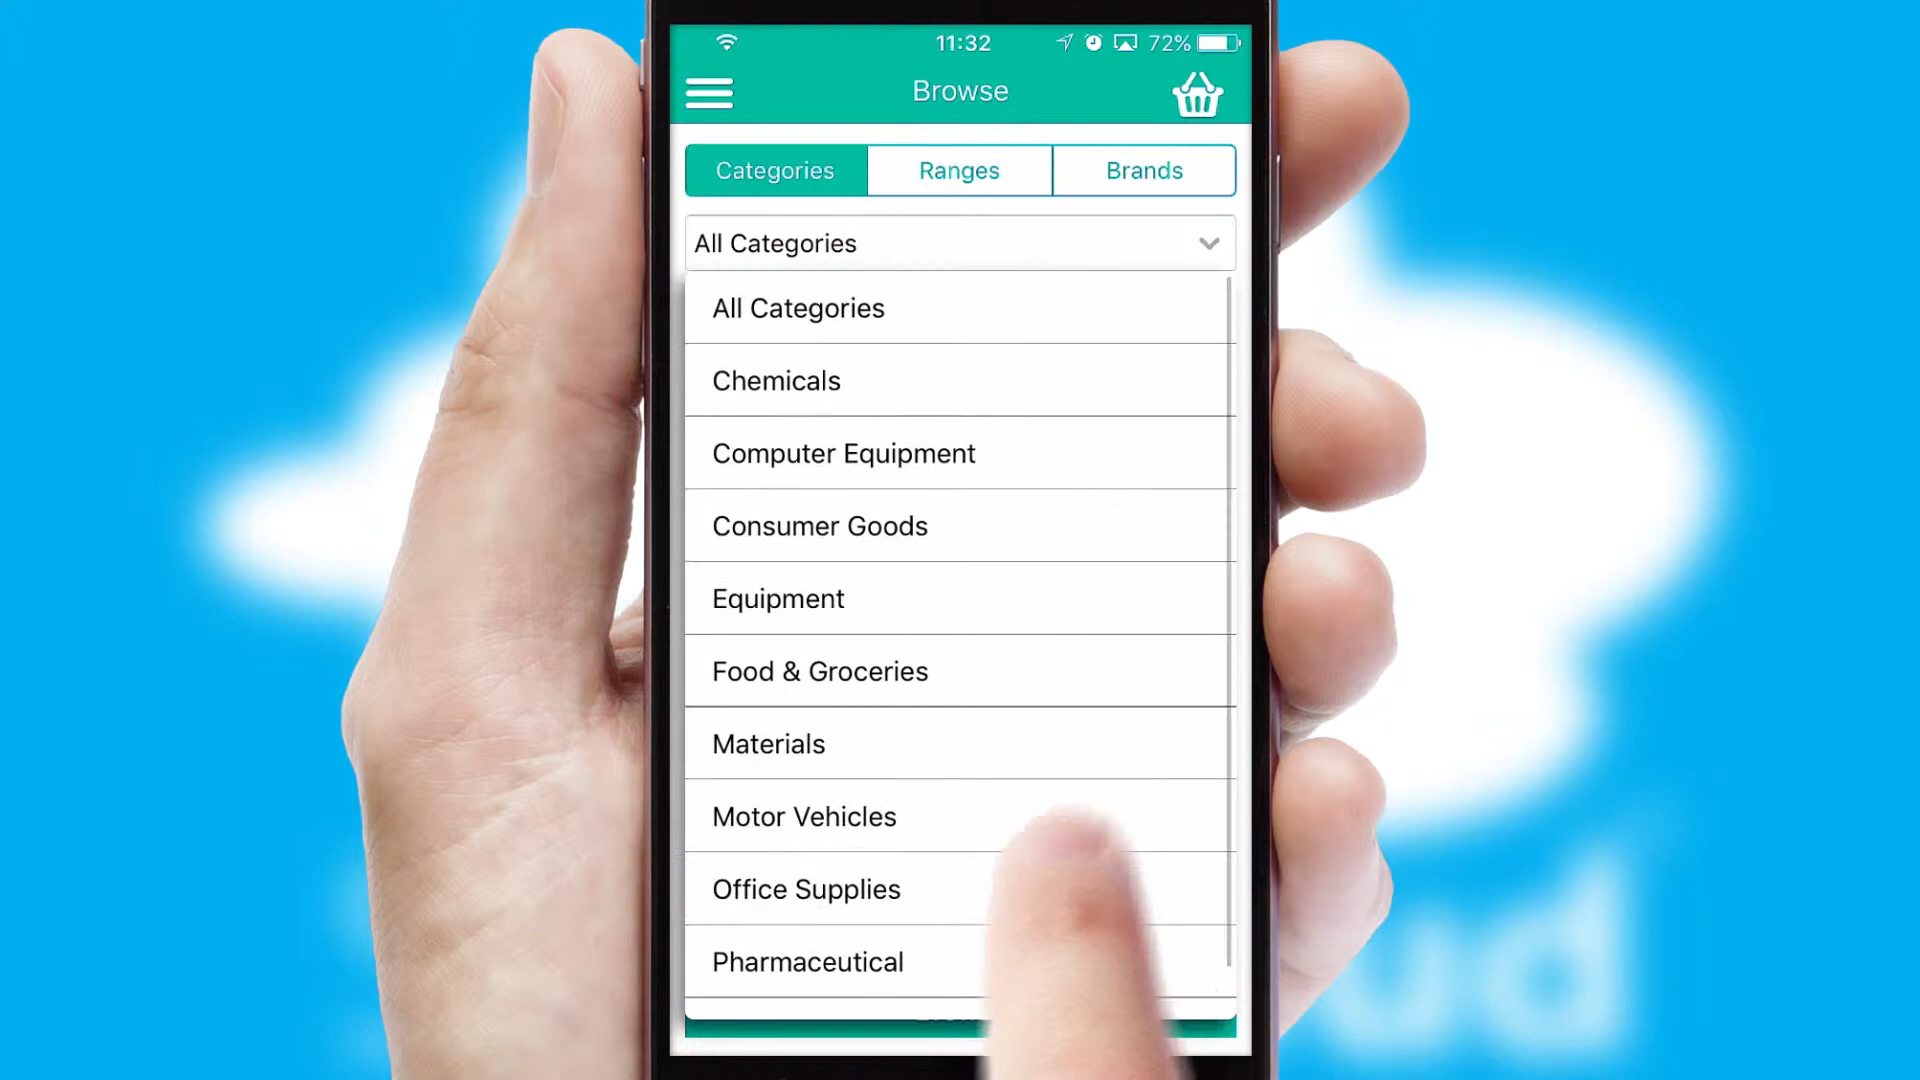 11:32 72%
Browse
Categories Ranges Brands
All Categories
All Categories
Chemicals
Computer Equipment
Consumer Goods
Equipment
Food & Groceries
Materials
Motor Vehicles
Office Supplies
Pharmaceutical